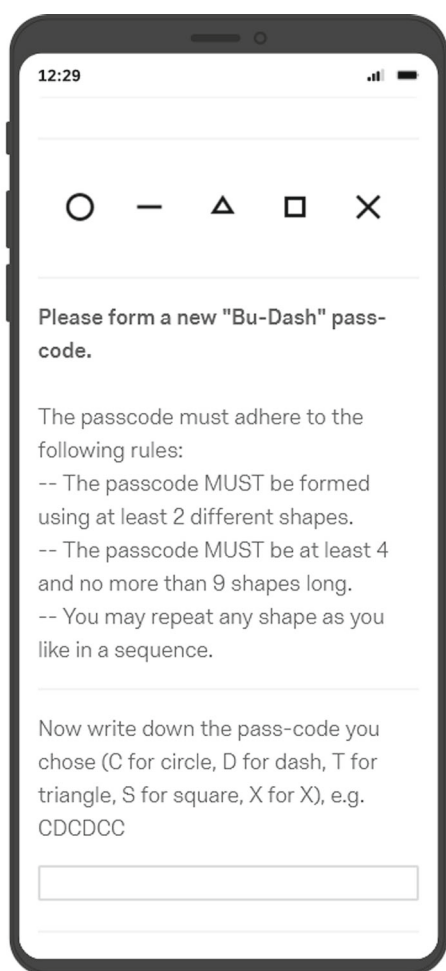 12:29
Please form a new "Bu-Dash" pass-
code.
The passcode must adhere to the
following rules:
-- The passcode MUST be formed
using at least 2 different shapes.
-- The passcode MUST be at least 4
and no more than 9 shapes long.
-- You may repeat any shape as you
like in a sequence.
Now write down the pass-code you
chose (C for circle, D for dash, T for
triangle, S for square, X for X), e.g.
CDCDCC